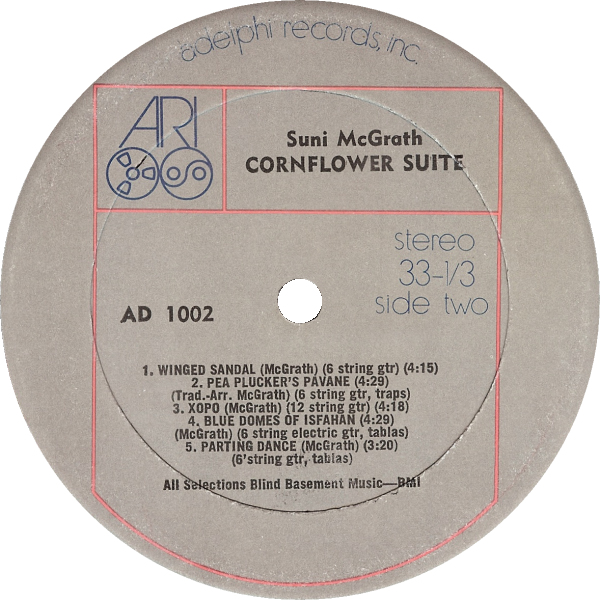 adelphi records, inc.
ARI
Suni McGrath
CORNFLOWER SUITE
stereo
33-1/3
side two
AD 1002
1. WINGED SANDAL (McGrath) (6 string gtr) (4:15)
2. PEA PLUCKER'S PAVANE (4:29)
(Trad.-Arr. McGrath) (6 string gtr, traps)
3. XOPO (McGrath) (12 string gtr) (4:18)
4. BLUE DOMES OF ISFAHAN (4:29)
(McGrath) (6 string electric gtr, tablas)
5. PARTING DANCE (McGrath) (3:20)
(6'string gtr, tablas)
All Selections Blind Basement Music—BMI